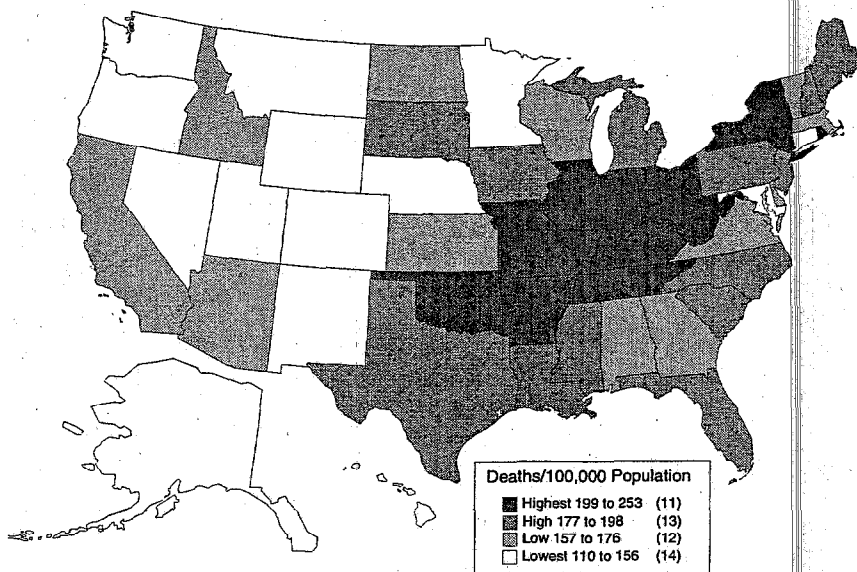 Deaths/100,000 Population
Highest 199 to 253 (11)
High 177 to 198 (13)
Low 157 to 176 (12)
Lowest 110 to 156 (14)